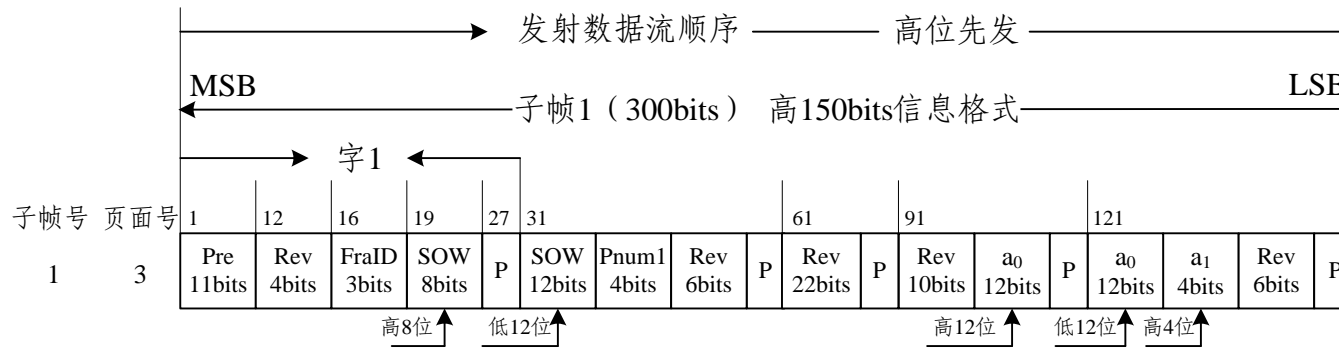 发射数据流顺序 高位先发
MSB LSB
子帧1（300bits） 高150bits信息格式
字1
子帧号 页面号 1 12 16 19 27 31 61 91 121
1 3 Pre 11bits Rev 4bits FraID 3bits SOW 8bits P SOW 12bits Pnum1 4bits Rev 6bits P Rev 22bits P Rev 10bits a₀ 12bits P a₀ 12bits a₁ 4bits Rev 6bits P
高8位 低12位 高12位 低12位 高4位